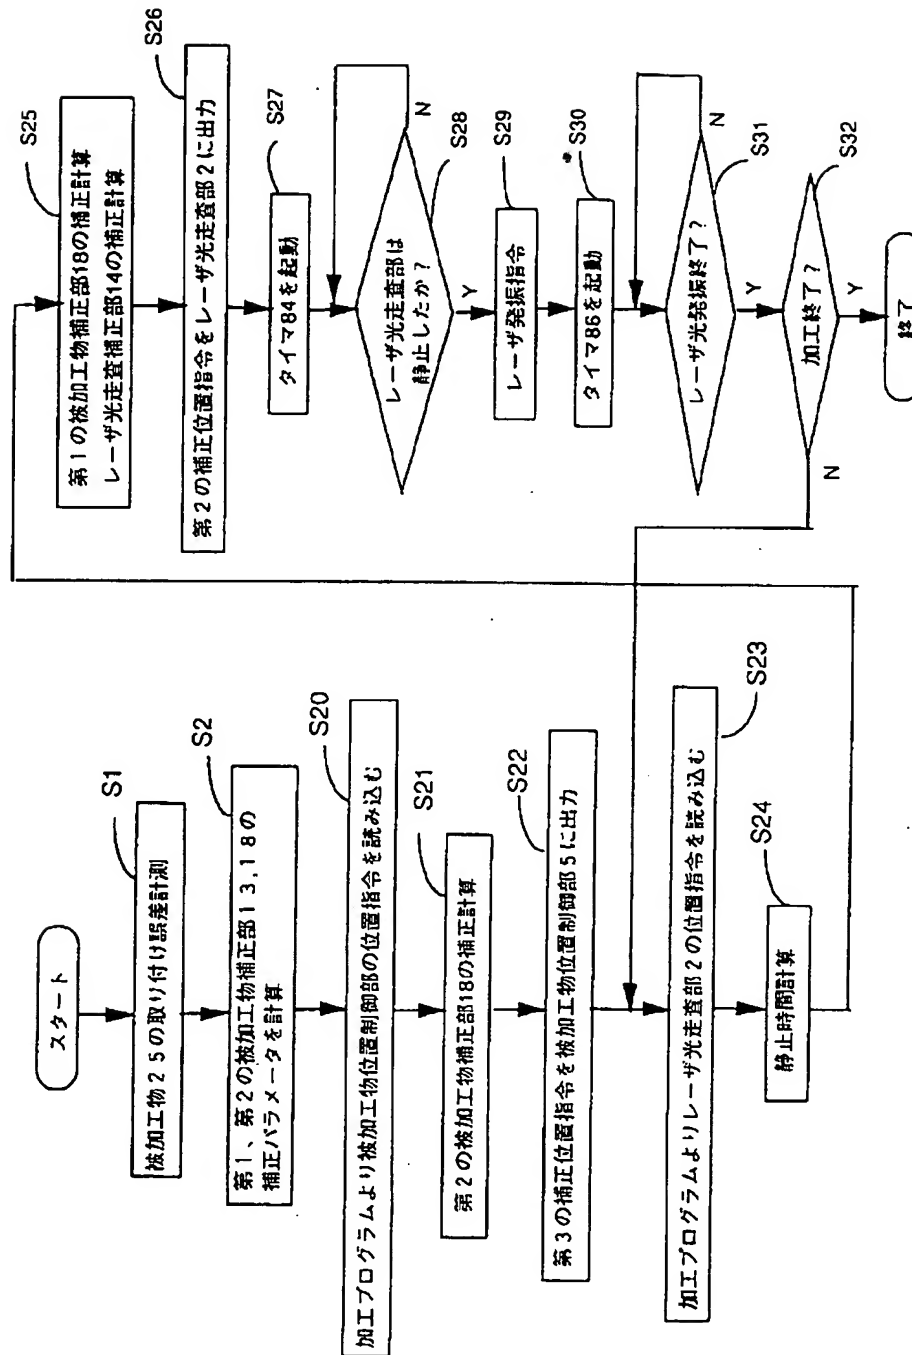 スタート
S1
被加工物25の取り付け誤差計測
S2
第1、第2の被加工物補正部13,18の
補正パラメータを計算
S20
加工プログラムより被加工物位置制御部の位置指令を読み込む
S21
第2の被加工物補正部18の補正計算
S22
第3の補正位置指令を被加工物位置制御部5に出力
S23
加工プログラムよりレーザ光走査部2の位置指令を読み込む
S24
静止時間計算
S25
第1の被加工物補正部18の補正計算
レーザ光走査補正部14の補正計算
S26
第2の補正位置指令をレーザ光走査部2に出力
S27
タイマ84を起動
S28
レーザ光走査部は
静止したか?
N
Y
S29
レーザ発振指令
S30
タイマ86を起動
S31
レーザ光発振終了?
N
Y
S32
加工終了?
N
Y
終了